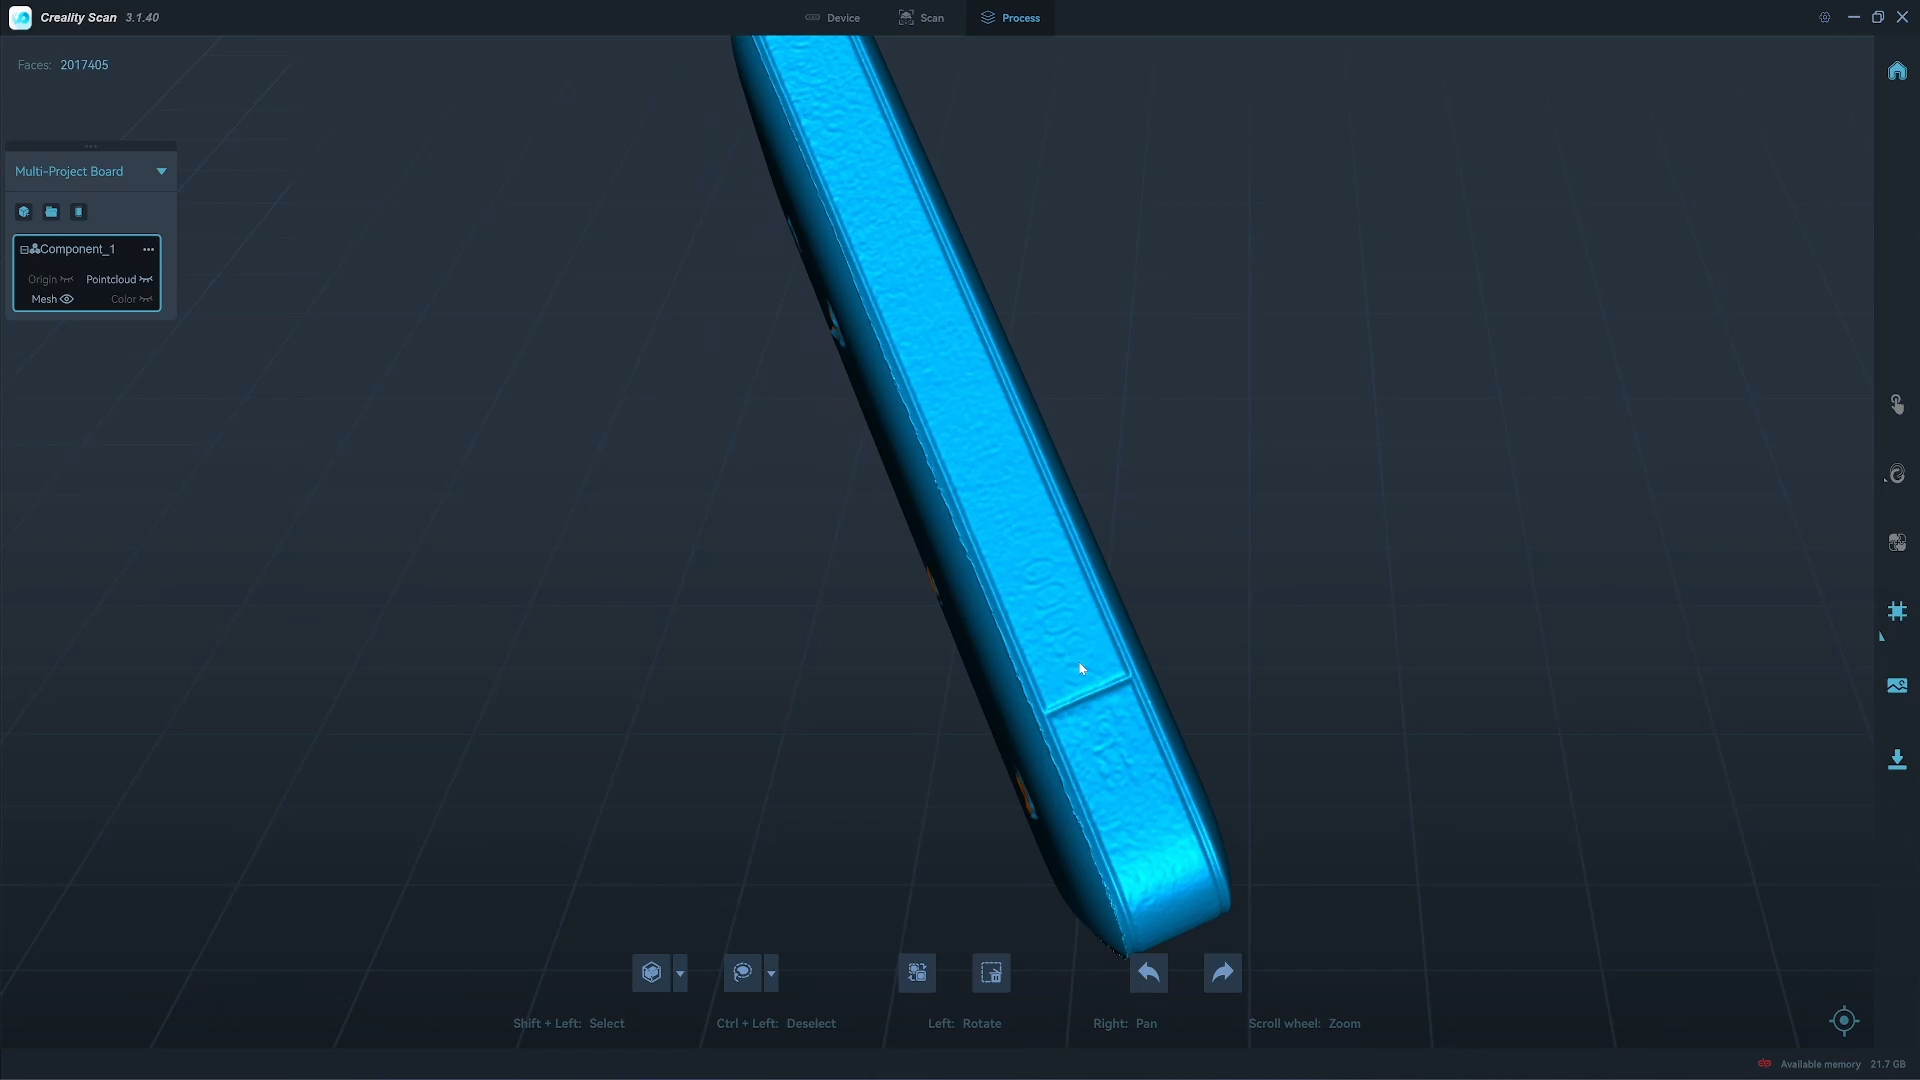 Creality Scan 3.1.40
Device
Scan
Process
Faces: 2017405
Multi-Project Board
Component_1
Origin
Pointcloud
Mesh
Color
Shift + Left: Select
Ctrl + Left: Deselect
Left: Rotate
Right: Pan
Scroll wheel: Zoom
Available memory 21.7 GB